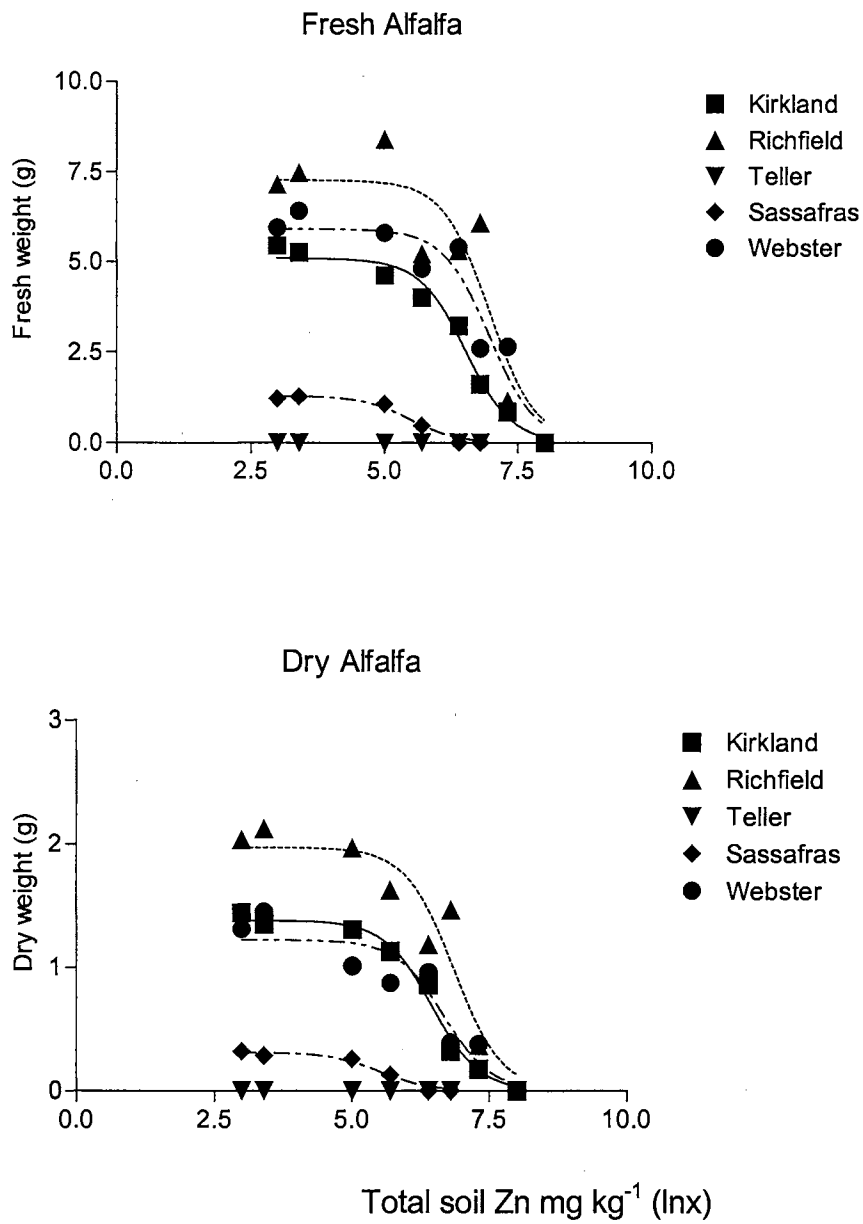 Fresh Alfalfa
10.0
7.5
5.0
2.5
0.0
Fresh weight (g)
0.0 2.5 5.0 7.5 10.0
Kirkland
Richfield
Teller
Sassafras
Webster
Dry Alfalfa
3
2
1
0
Dry weight (g)
0.0 2.5 5.0 7.5 10.0
Kirkland
Richfield
Teller
Sassafras
Webster
Total soil Zn mg kg⁻¹ (lnx)